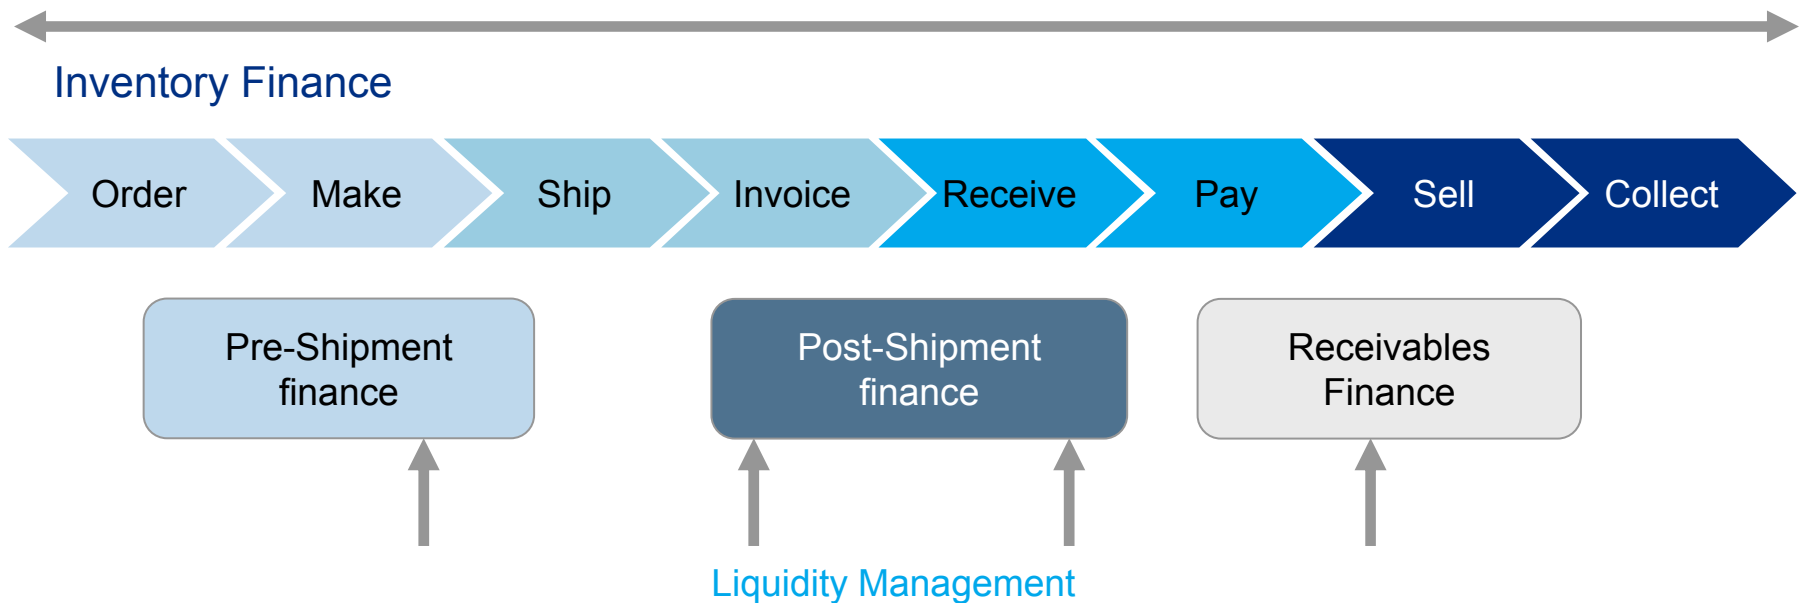 Inventory Finance
Order
Make
Ship
Invoice
Receive
Pay
Sell
Collect
Pre-Shipment
finance
Post-Shipment
finance
Receivables
Finance
Liquidity Management